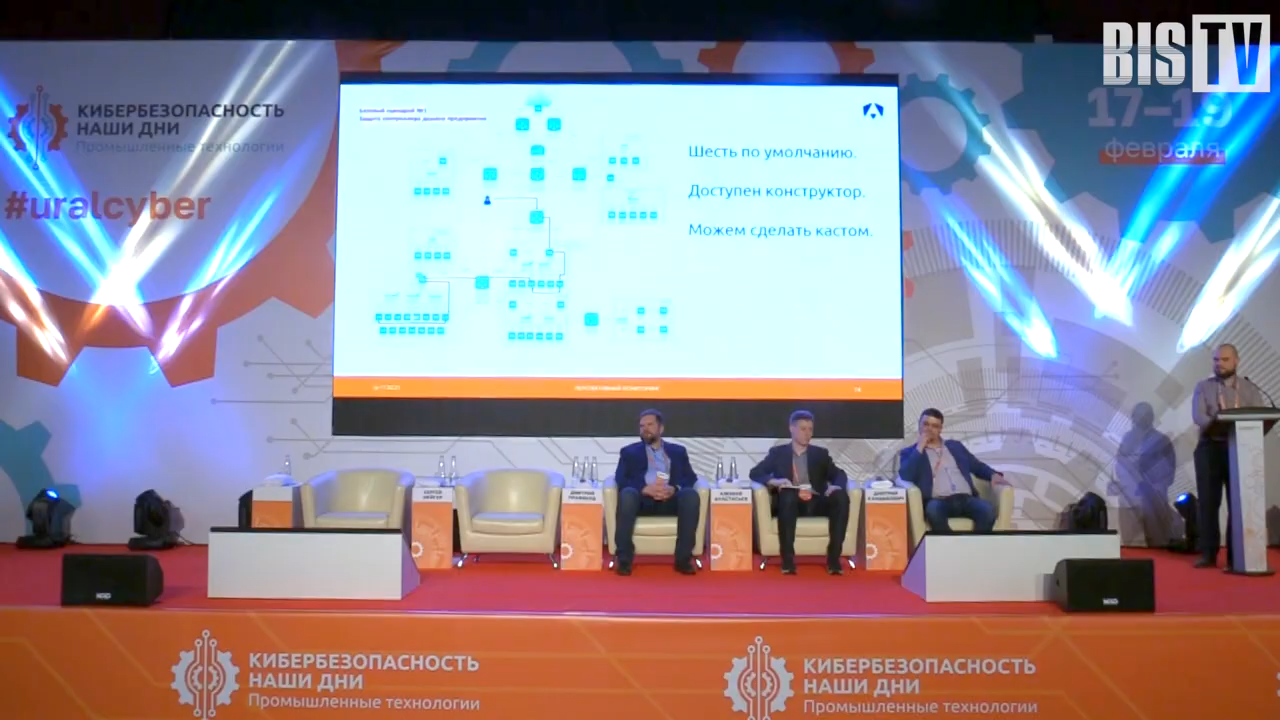 BIS TV
КИБЕРБЕЗОПАСНОСТЬ
НАШИ ДНИ
Промышленные технологии
#uralcyber
17–19
февраля
Шесть по умолчанию.
Доступен конструктор.
Можем сделать кастом.
КИБЕРБЕЗОПАСНОСТЬ
НАШИ ДНИ
Промышленные технологии
КИБЕРБЕЗОПАСНОСТЬ
НАШИ ДНИ
Промышленные технологии